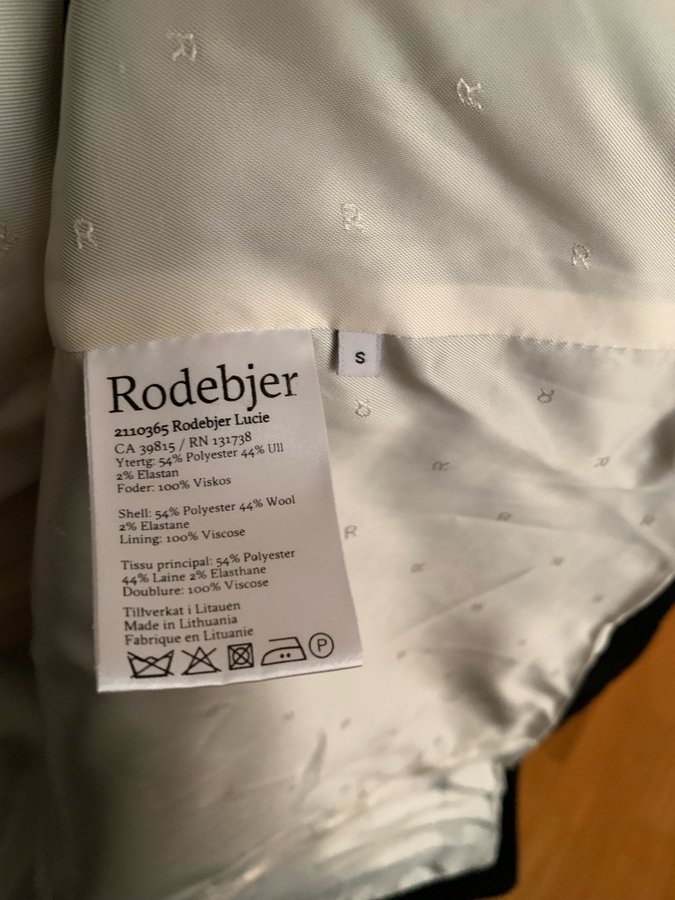 R
R
R
R
R
S
Rodebjer
2110365 Rodebjer Lucie
CA 39815 / RN 131738
Ytertg: 54% Polyester 44% Ull
2% Elastan
Foder: 100% Viskos
Shell: 54% Polyester 44% Wool
2% Elastane
Lining: 100% Viscose
Tissu principal: 54% Polyester
44% Laine 2% Elasthane
Doublure: 100% Viscose
Tillverkat i Litauen
Made in Lithuania
Fabrique en Lituanie
P
R
R
R
R
R